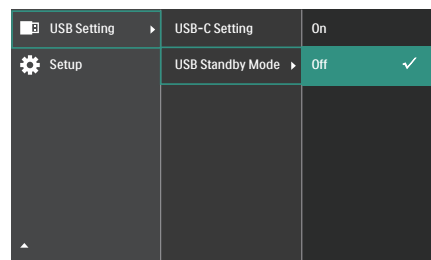 USB Setting
USB-C Setting
On
Setup
USB Standby Mode
Off